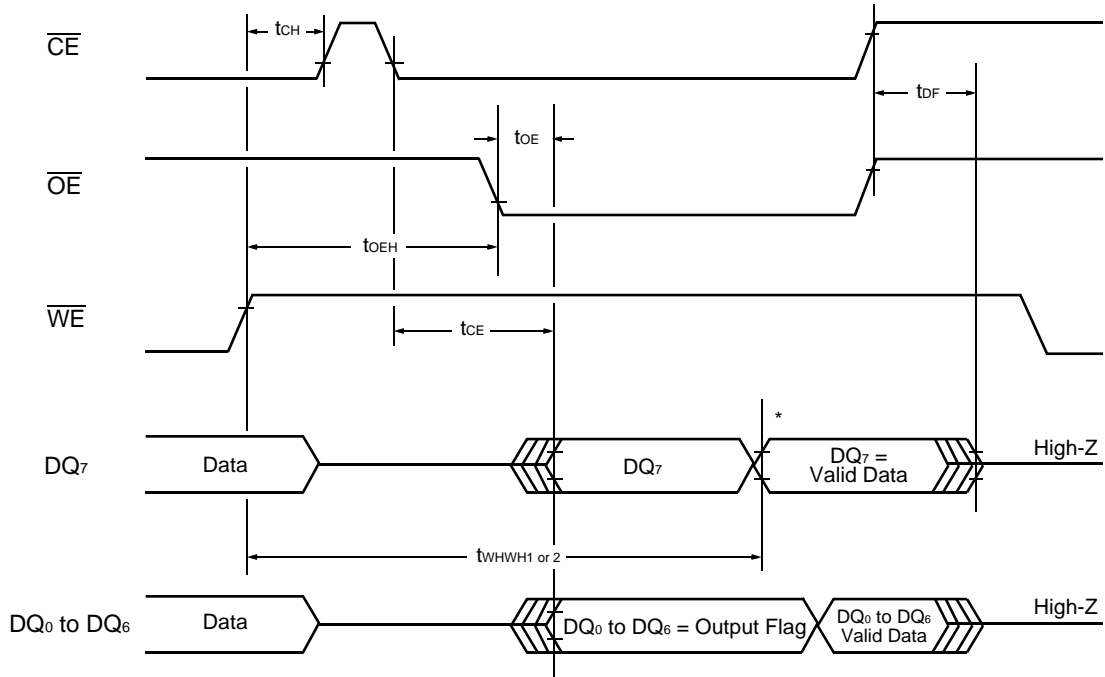 tCH
CE
tDF
tOE
OE
tOEH
WE
tCE
*
DQ7
Data
DQ7
DQ7 =
Valid Data
High-Z
tWHWH1 or 2
DQ0 to DQ6
Data
DQ0 to DQ6 = Output Flag
DQ0 to DQ6
Valid Data
High-Z